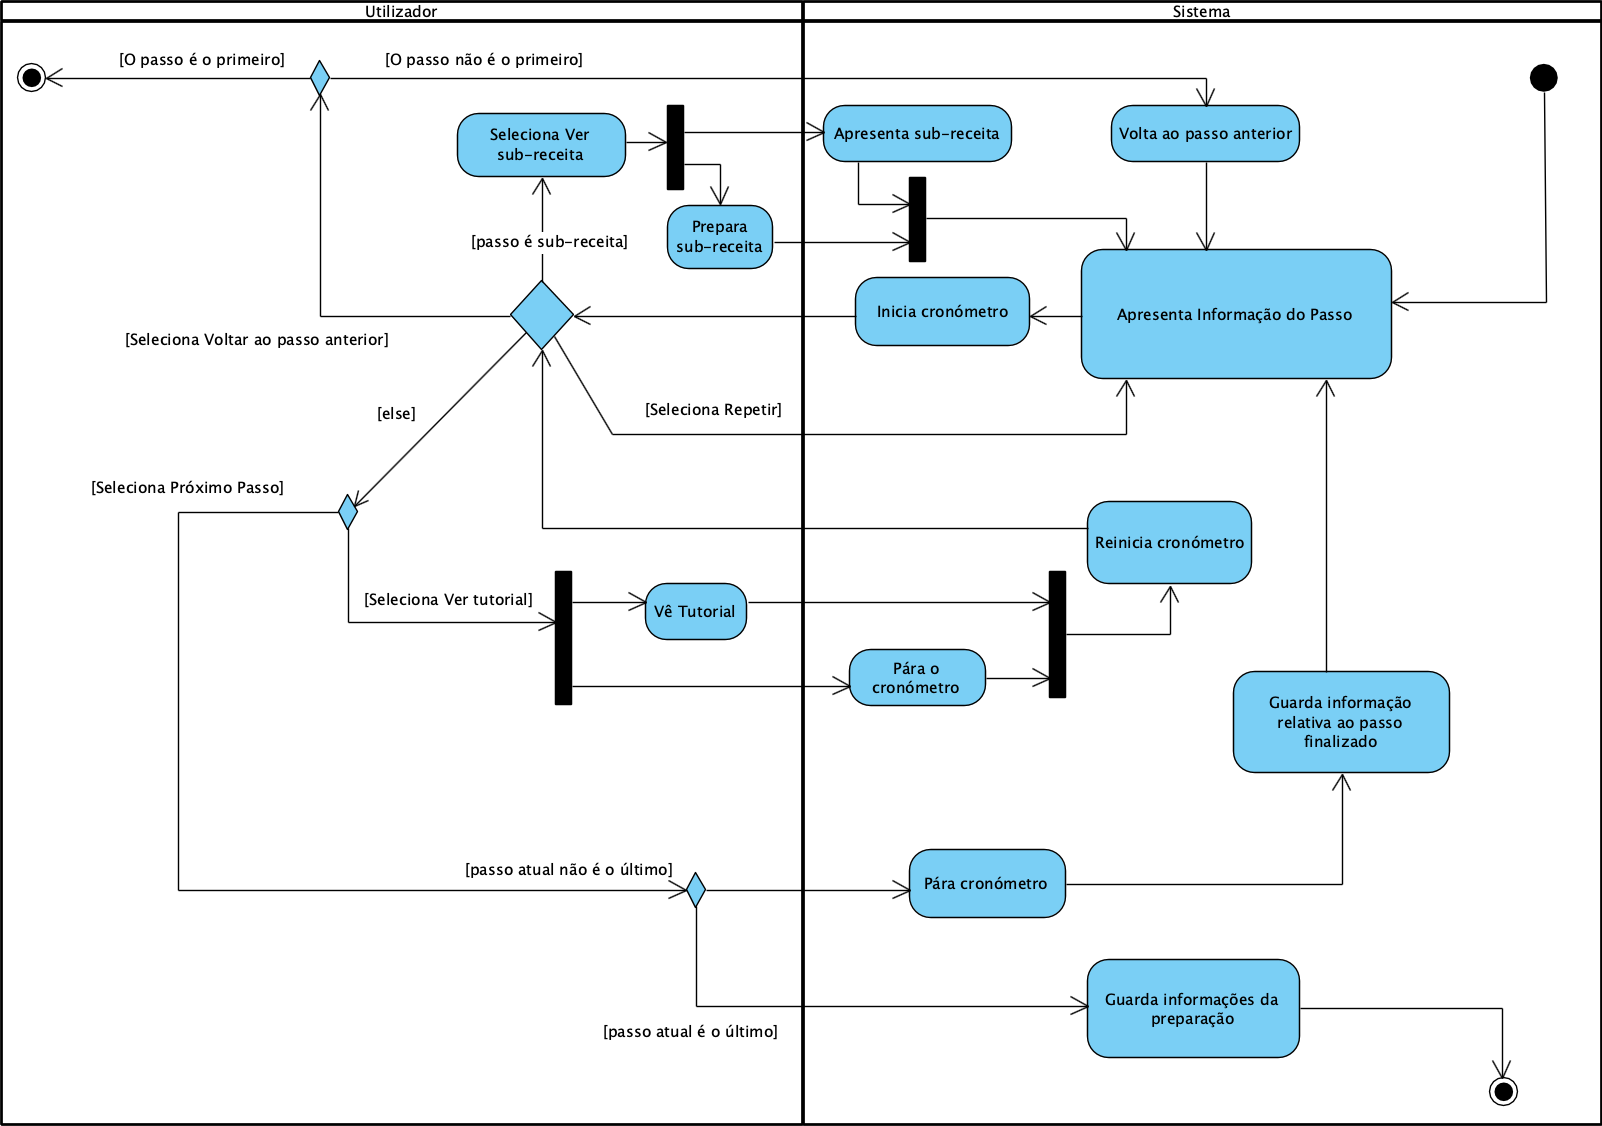 Utilizador
Sistema
[O passo é o primeiro]
[O passo não é o primeiro]
Seleciona Ver
sub-receita
Apresenta sub-receita
Volta ao passo anterior
Prepara
sub-receita
[passo é sub-receita]
Inicia cronómetro
Apresenta Informação do Passo
[Seleciona Voltar ao passo anterior]
[else]
[Seleciona Repetir]
[Seleciona Próximo Passo]
Reinicia cronómetro
[Seleciona Ver tutorial]
Vê Tutorial
Pára o
cronómetro
Guarda informação
relativa ao passo
finalizado
[passo atual não é o último]
Pára cronómetro
Guarda informações da
preparação
[passo atual é o último]